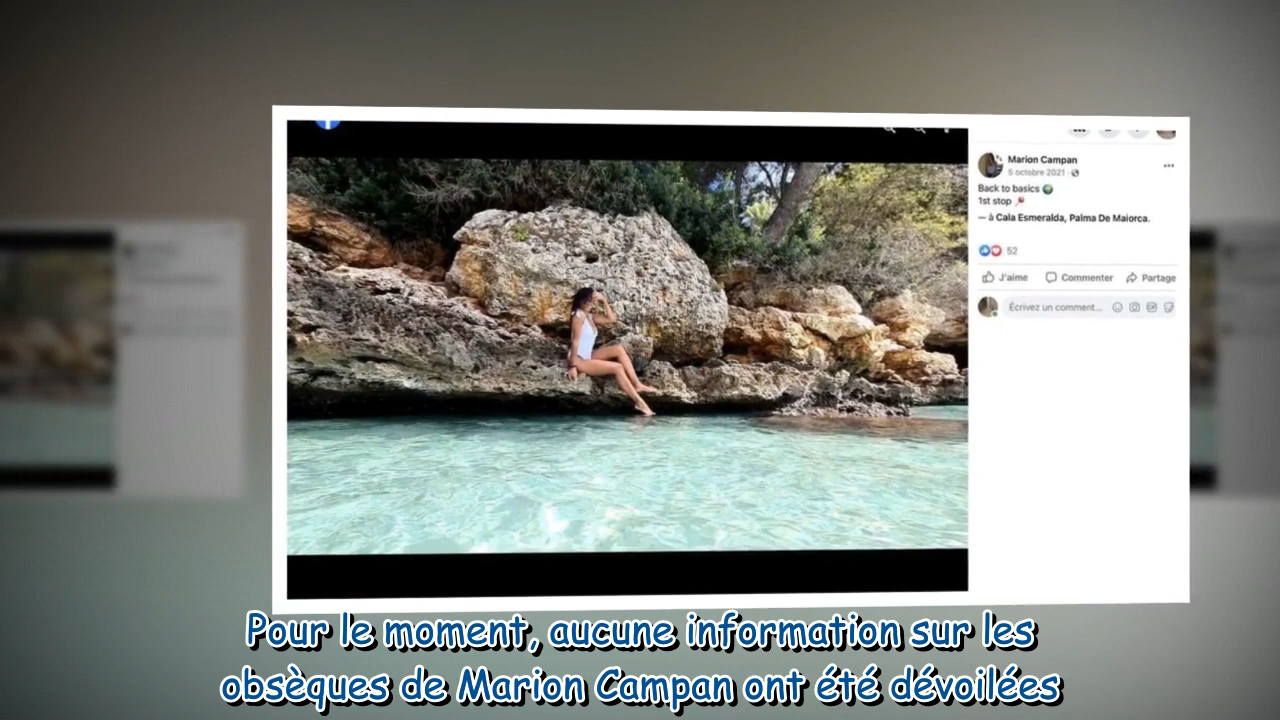 Marion Campan
5 octobre 2021 ·
Back to basics
1st stop
— à Cala Esmeralda, Palma De Maiorca.
52
J'aime Commenter Partage
Écrivez un comment...
Pour le moment, aucune information sur les
obsèques de Marion Campan ont été dévoilées